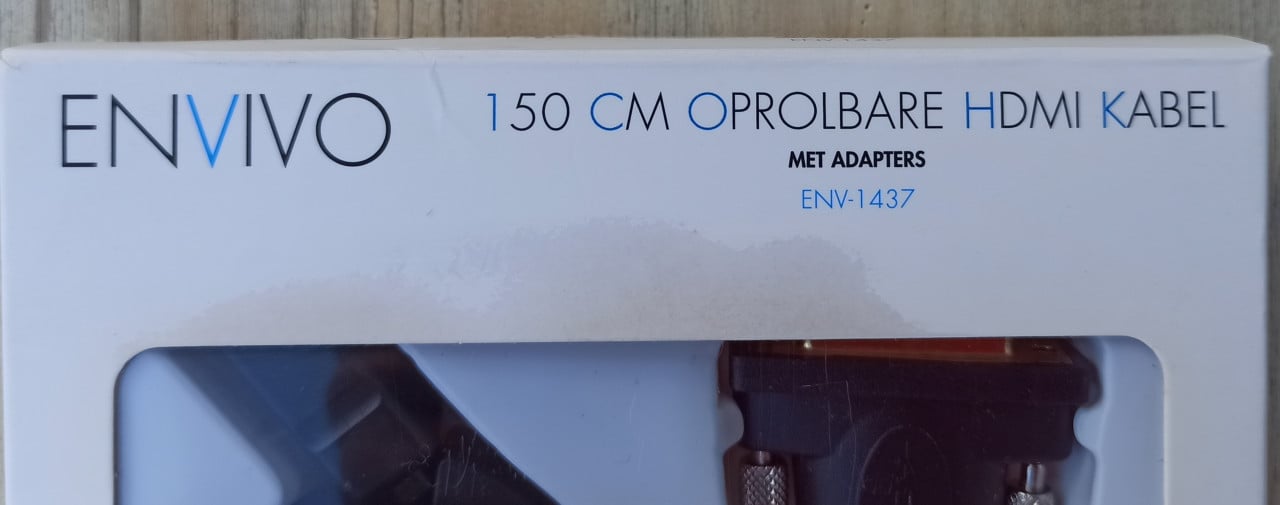 ENVIVO
150 CM OPROLBARE HDMI KABEL
MET ADAPTERS
ENV-1437